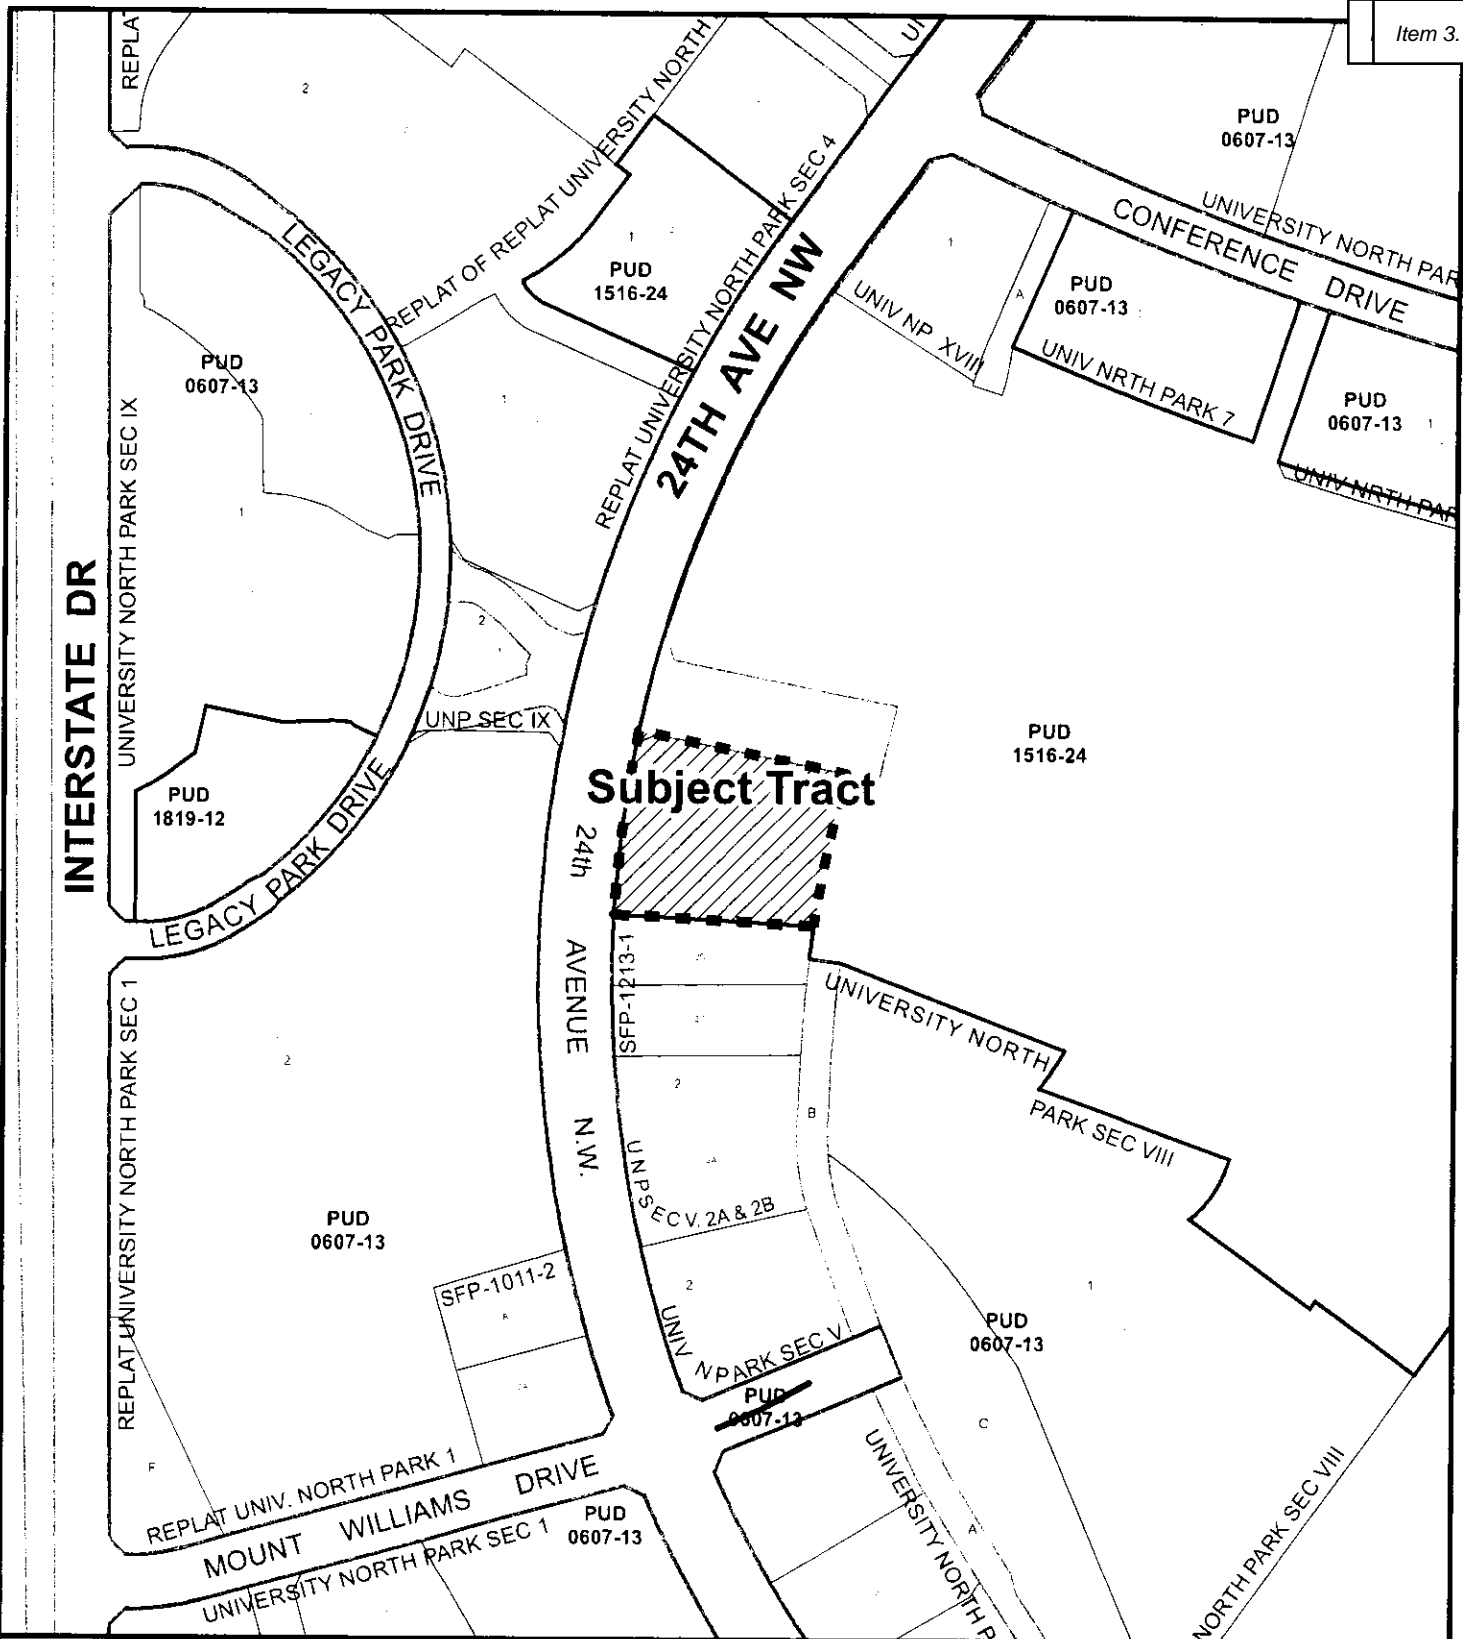 Item 3.
REPLA
2
UNIVERSITY NORTH PARK SEC IX
INTERSTATE DR
LEGACY PARK DRIVE
REPLAT OF REPLAT UNIVERSITY NORTH
REPLAT UNIVERSITY NORTH PARK SEC 4
24TH AVE NW
1
PUD
1516-24
PUD
0607-13
UNIVERSITY NORTH PAR
CONFERENCE DRIVE
1
A
PUD
0607-13
UNIV NP XVIII
UNIV NRTH PARK 7
PUD
0607-13
1
UNIV NRTH PAR
PUD
0607-13
1
1
2
1
UNP SEC IX
PUD
1819-12
LEGACY PARK DRIVE
PUD
1516-24
Subject Tract
24th AVENUE N.W.
SFP-1213-1
UNIVERSITY NORTH
PARK SEC VIII
REPLAT UNIVERSITY NORTH PARK SEC 1
2
2
B
2A
UNP SEC V, 2A & 2B
PUD
0607-13
SFP-1011-2
A
2
UNIV N PARK SEC V
PUD
0607-13
PUD
0607-13
1
C
F
REPLAT UNIV. NORTH PARK 1
MOUNT WILLIAMS DRIVE
UNIVERSITY NORTH PARK SEC 1
PUD
0607-13
UNIVERSITY NORTH P
A
NORTH PARK SEC VIII